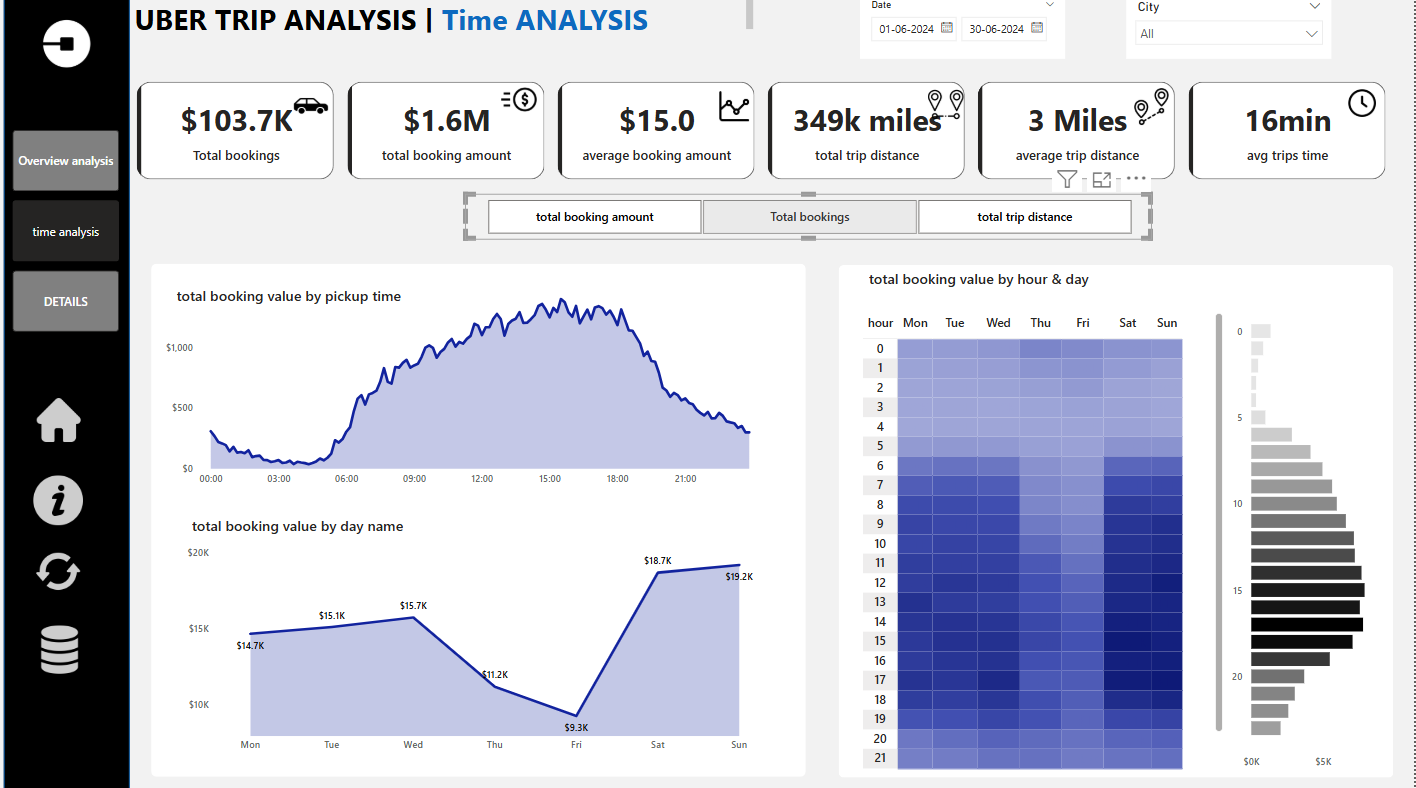 UBER TRIP ANALYSIS | Time ANALYSIS
Date
01-06-2024 30-06-2024
City
All
Overview analysis
time analysis
DETAILS
$103.7K
Total bookings
$1.6M
total booking amount
$15.0
average booking amount
349k miles
total trip distance
3 Miles
average trip distance
16min
avg trips time
total booking amount Total bookings total trip distance
total booking value by pickup time
$1,000
$500
$0
00:00 03:00 06:00 09:00 12:00 15:00 18:00 21:00
total booking value by day name
$20K
$15K
$10K
$14.7K
$15.1K
$15.7K
$11.2K
$9.3K
$18.7K
$19.2K
Mon Tue Wed Thu Fri Sat Sun
total booking value by hour & day
hour Mon Tue Wed Thu Fri Sat Sun
0
1
2
3
4
5
6
7
8
9
10
11
12
13
14
15
16
17
18
19
20
21
0
5
10
15
20
$0K $5K